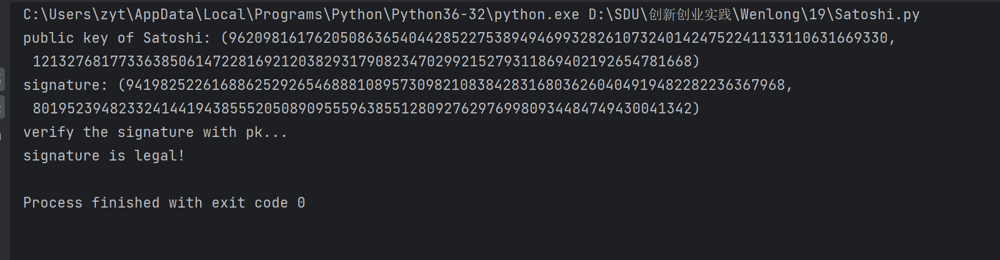 C:\Users\zyt\AppData\Local\Programs\Python\Python36-32\python.exe D:\SDU\创新创业实践\Wenlong\19\Satoshi.py
public key of Satoshi: (96209816176205086365404428522753894946993282610732401424752241133110631669330,
121327681773363850614722816921203829317908234702992152793118694021926547​81668)
signature: (94198252261688625292654688810895730982108384283168036260404919482282236367968,
80195239482332414419438555205089095559638551280927629769980934484749430041342)
verify the signature with pk...
signature is legal!
Process finished with exit code 0